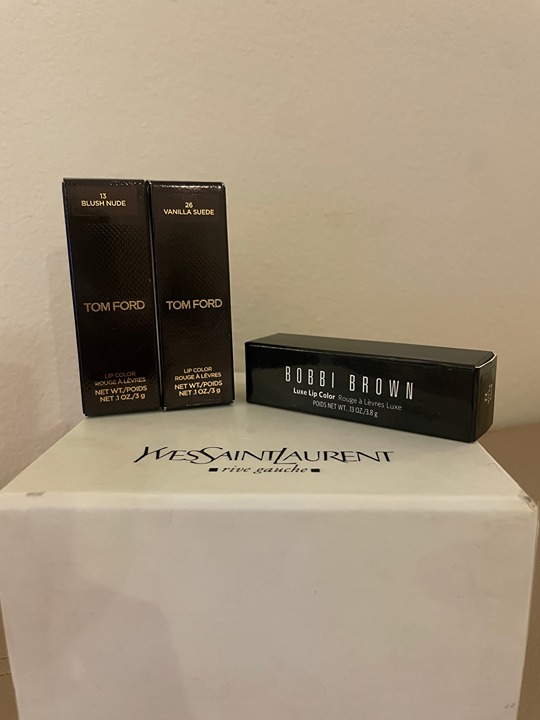 13
BLUSH NUDE
TOM FORD
LIP COLOR
ROUGE À LÈVRES
NET WT./POIDS
NET .1 OZ./3 g
26
VANILLA SUEDE
TOM FORD
LIP COLOR
ROUGE À LÈVRES
NET WT./POIDS
NET .1 OZ./3 g
BOBBI BROWN
Luxe Lip Color Rouge à Lèvres Luxe
POIDS NET WT. .13 OZ./3.8 g
YVESSAINTLAURENT
rive gauche